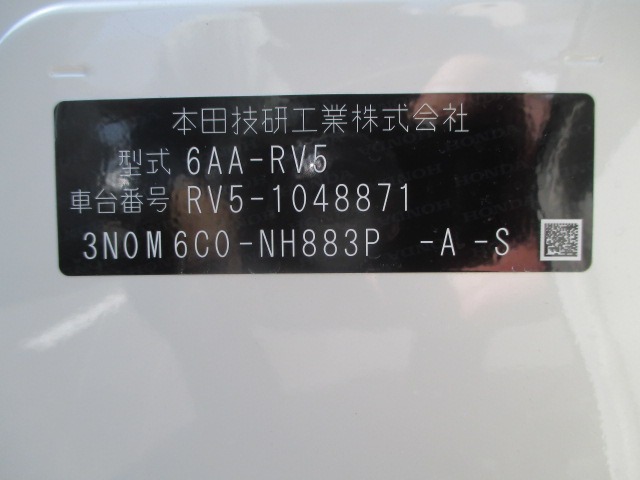 本田技研工業株式会社
型式 6AA-RV5
車台番号 RV5-1048871
3N0M6C0-NH883P -A -S